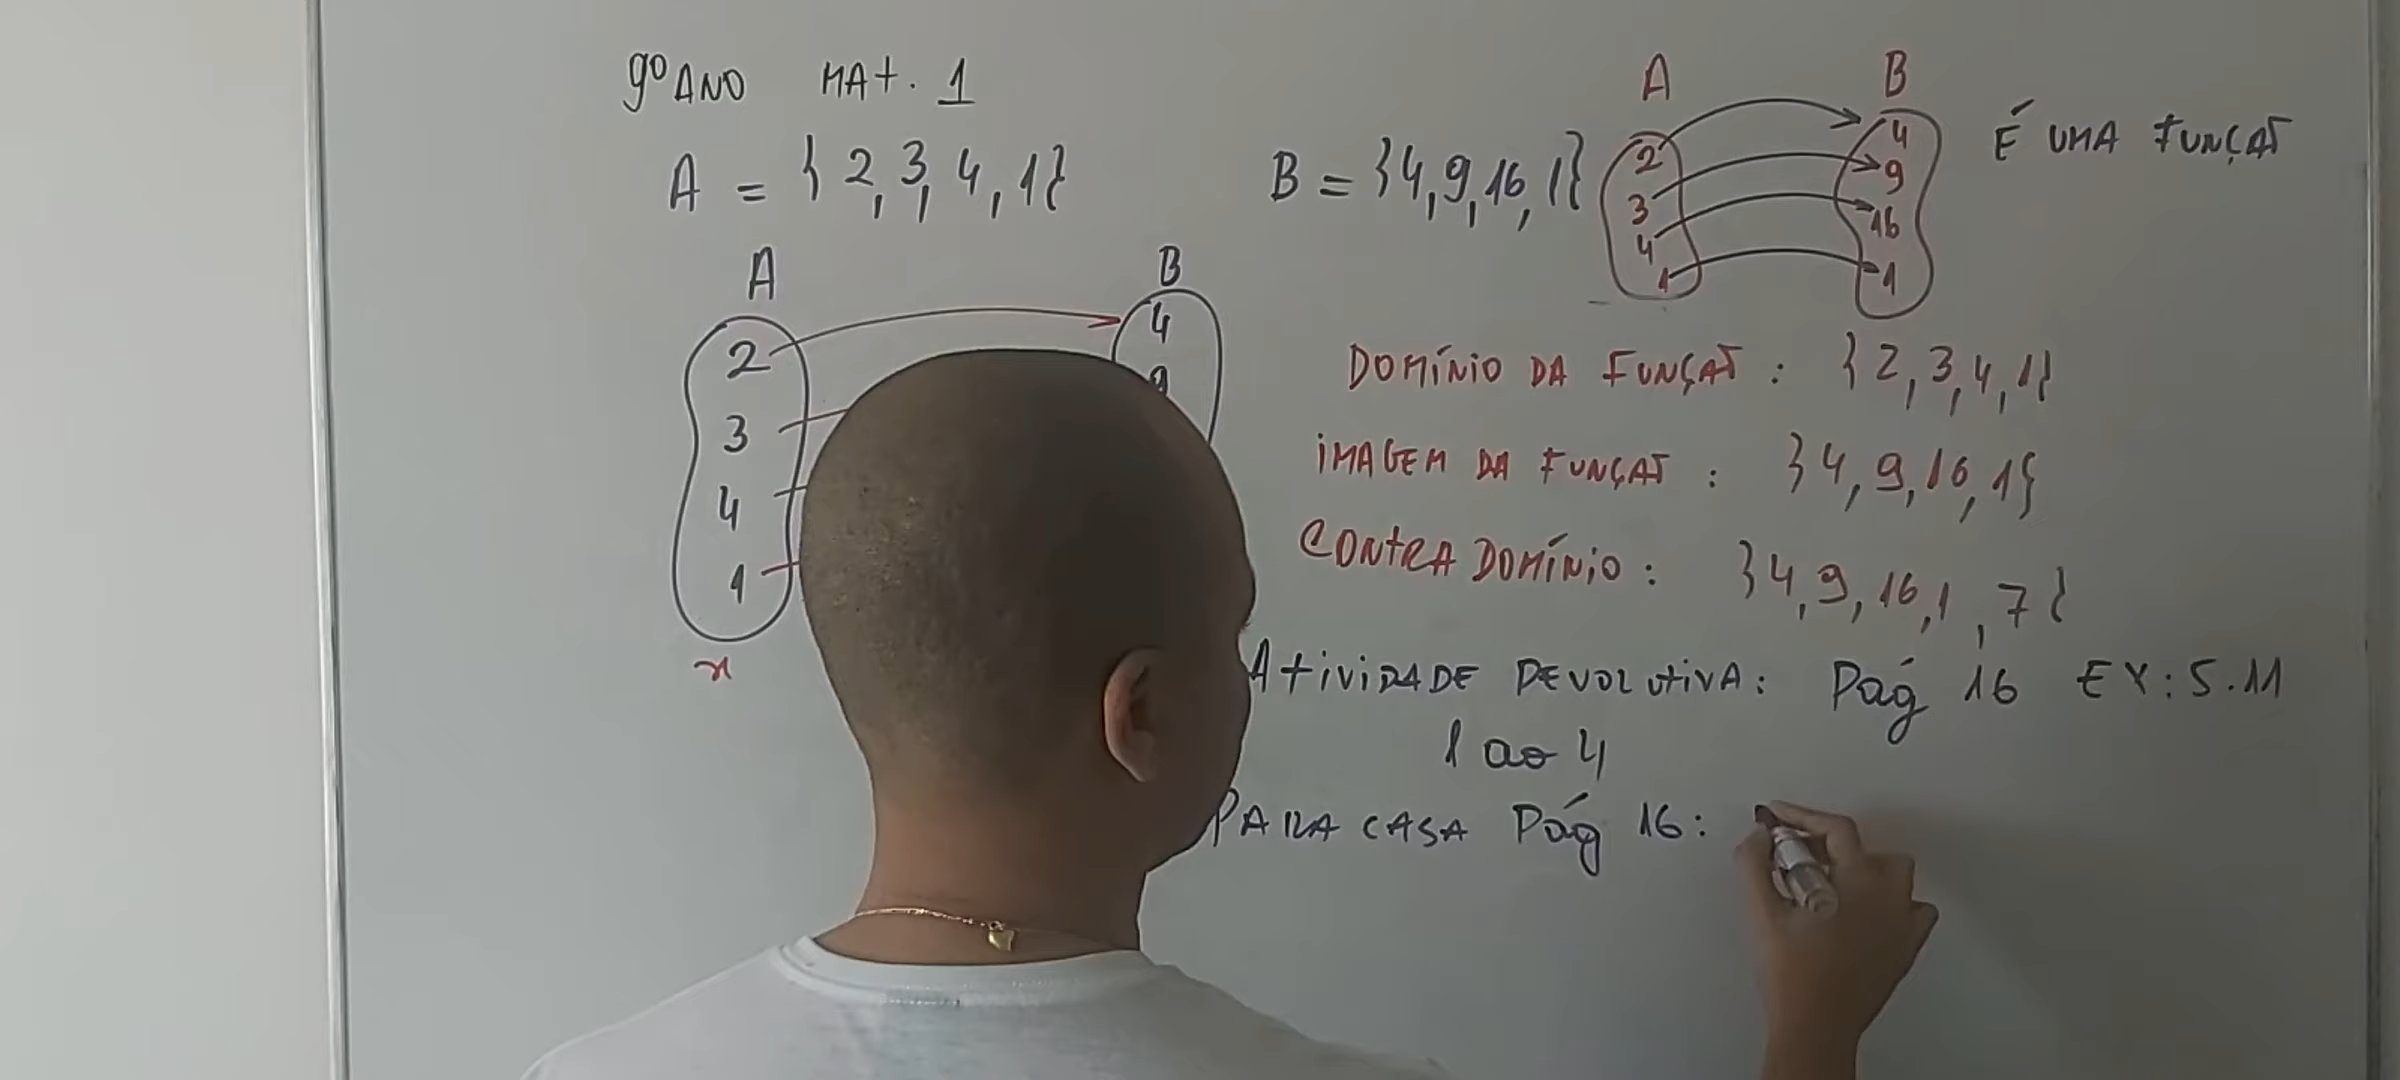 9º ANO MAT. 1
A = {2, 3, 4, 1}
B = {4, 9, 16, 1}
A B
2 4
3 9
4 16
1 1
É UMA FUNÇÃO
A B
2 4
3 9
4
1
x
DOMÍNIO DA FUNÇÃO : {2, 3, 4, 1}
IMAGEM DA FUNÇÃO : {4, 9, 16, 1}
CONTRA DOMÍNIO : {4, 9, 16, 1, 7}
ATIVIDADE DEVOLUTIVA: Pág 16 EX: 5.11
1 ao 4
PARA CASA Pág 16: